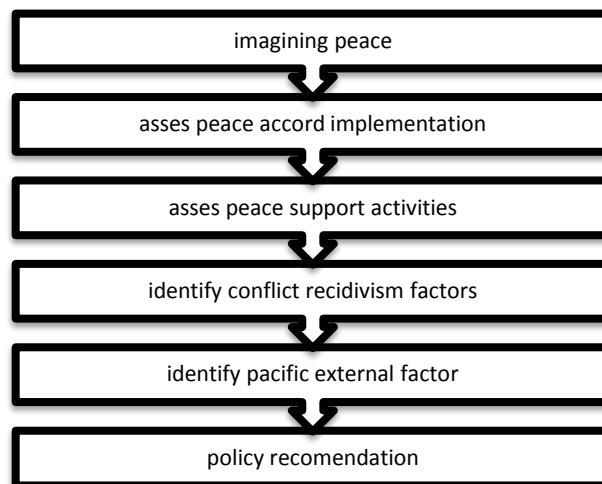 imagining peace
asses peace accord implementation
asses peace support activities
identify conflict recidivism factors
identify pacific external factor
policy recomendation